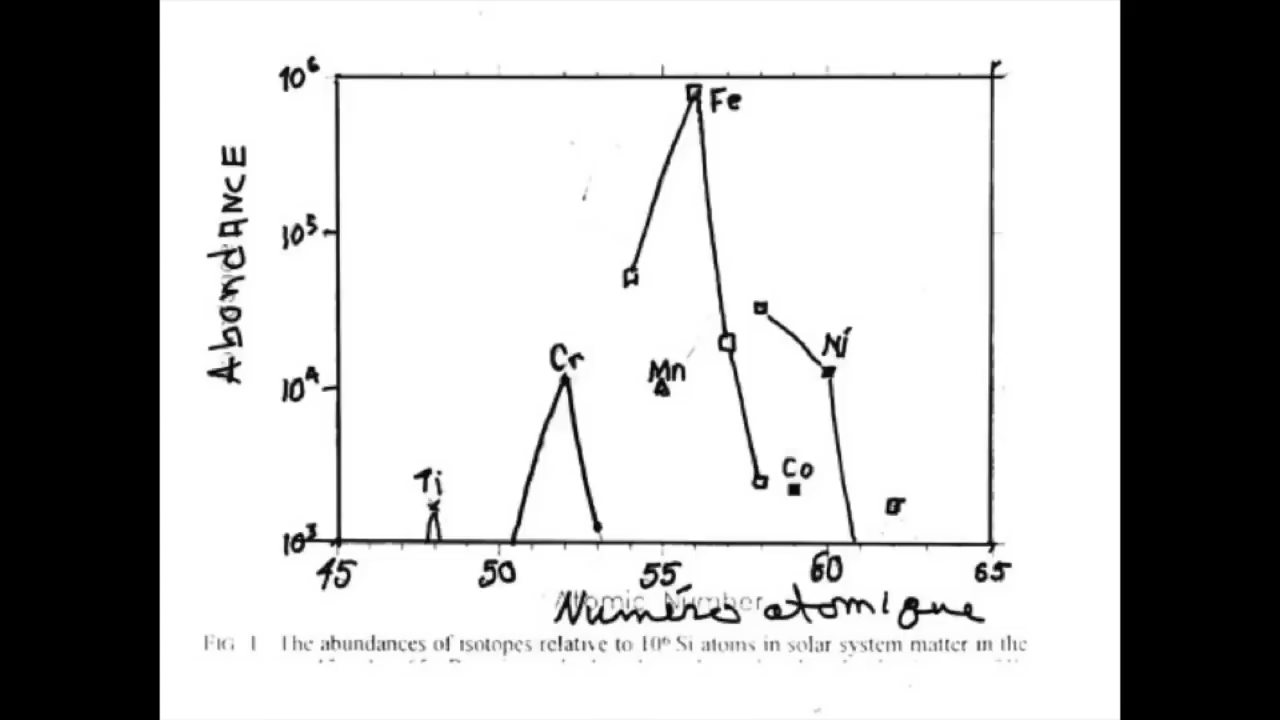 10⁶
Fe
10⁵
Abondance
Ni
Cr
Mn
10⁴
Ti
Co
10³
45 50 55 60 65
Numéro atomique
Atomic Number
FIG 1 The abundances of isotopes relative to 10⁶ Si atoms in solar system matter in the